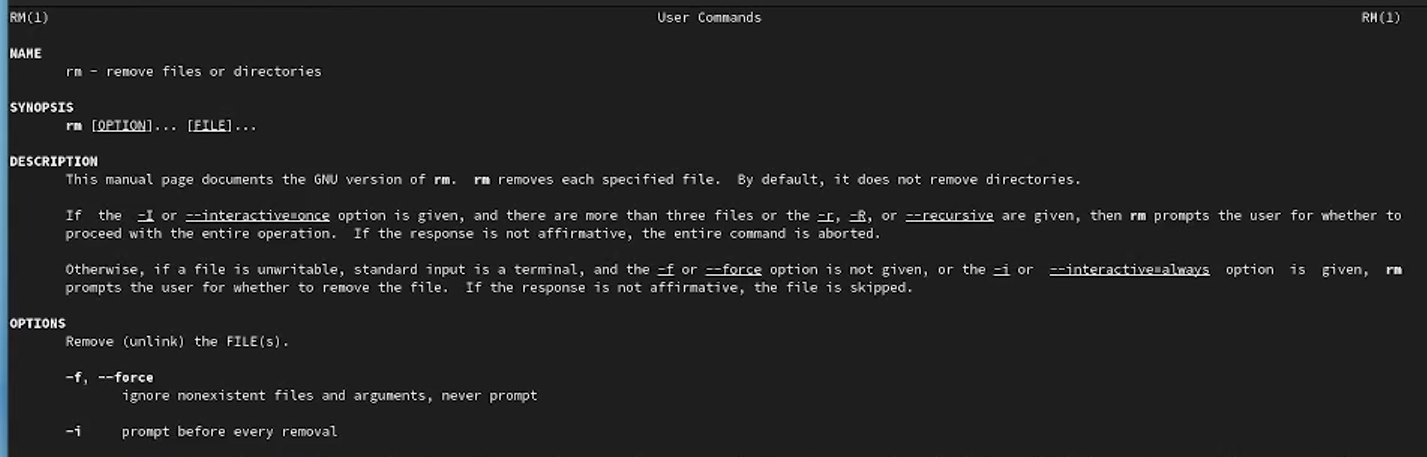 RM(1) User Commands RM(1)
NAME
rm - remove files or directories
SYNOPSIS
rm [OPTION]... [FILE]...
DESCRIPTION
This manual page documents the GNU version of rm. rm removes each specified file. By default, it does not remove directories.
If the -I or --interactive=once option is given, and there are more than three files or the -r, -R, or --recursive are given, then rm prompts the user for whether to
proceed with the entire operation. If the response is not affirmative, the entire command is aborted.
Otherwise, if a file is unwritable, standard input is a terminal, and the -f or --force option is not given, or the -i or --interactive=always option is given, rm
prompts the user for whether to remove the file. If the response is not affirmative, the file is skipped.
OPTIONS
Remove (unlink) the FILE(s).
-f, --force
ignore nonexistent files and arguments, never prompt
-i prompt before every removal